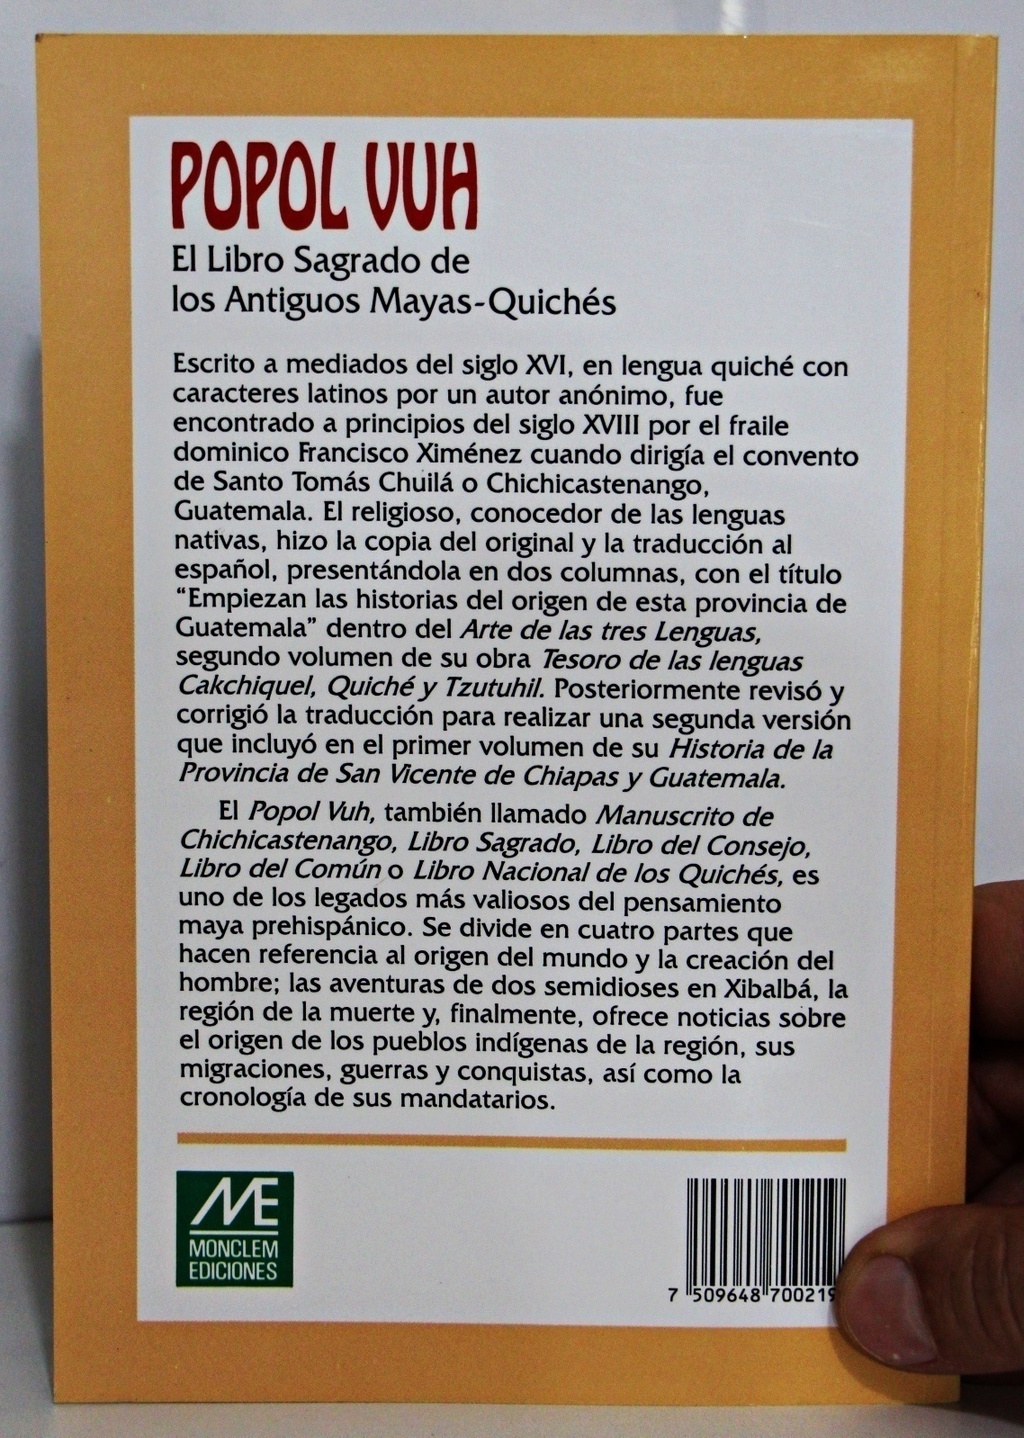 POPOL VUH
El Libro Sagrado de
los Antiguos Mayas-Quichés
Escrito a mediados del siglo XVI, en lengua quiché con
caracteres latinos por un autor anónimo, fue
encontrado a principios del siglo XVIII por el fraile
dominico Francisco Ximénez cuando dirigía el convento
de Santo Tomás Chuilá o Chichicastenango,
Guatemala. El religioso, conocedor de las lenguas
nativas, hizo la copia del original y la traducción al
español, presentándola en dos columnas, con el título
“Empiezan las historias del origen de esta provincia de
Guatemala” dentro del Arte de las tres Lenguas,
segundo volumen de su obra Tesoro de las lenguas
Cakchiquel, Quiché y Tzutuhil. Posteriormente revisó y
corrigió la traducción para realizar una segunda versión
que incluyó en el primer volumen de su Historia de la
Provincia de San Vicente de Chiapas y Guatemala.
El Popol Vuh, también llamado Manuscrito de
Chichicastenango, Libro Sagrado, Libro del Consejo,
Libro del Común o Libro Nacional de los Quichés, es
uno de los legados más valiosos del pensamiento
maya prehispánico. Se divide en cuatro partes que
hacen referencia al origen del mundo y la creación del
hombre; las aventuras de dos semidioses en Xibalbá, la
región de la muerte y, finalmente, ofrece noticias sobre
el origen de los pueblos indígenas de la región, sus
migraciones, guerras y conquistas, así como la
cronología de sus mandatarios.
ME
MONCLEM
EDICIONES
7 509648 700219